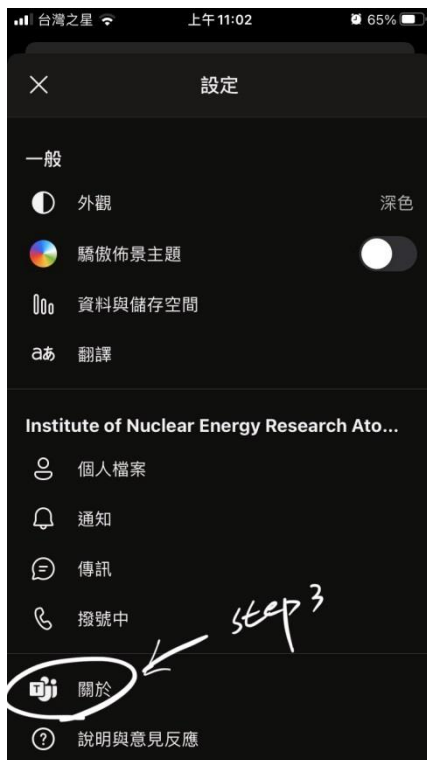 台灣之星 上午11:02 65%
設定
一般
外觀 深色
驕傲佈景主題
資料與儲存空間
aあ 翻譯
Institute of Nuclear Energy Research Ato...
個人檔案
通知
傳訊
撥號中
step 3
關於
說明與意見反應